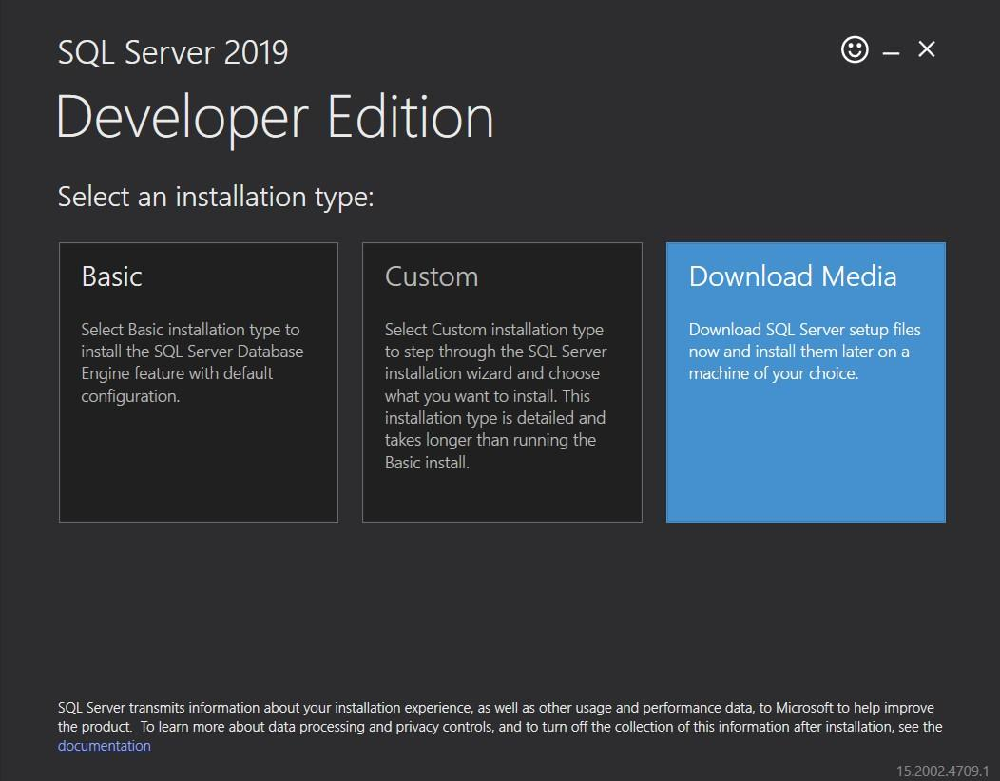 SQL Server 2019
Developer Edition
Select an installation type:
Basic
Select Basic installation type to
install the SQL Server Database
Engine feature with default
configuration.
Custom
Select Custom installation type
to step through the SQL Server
installation wizard and choose
what you want to install. This
installation type is detailed and
takes longer than running the
Basic install.
Download Media
Download SQL Server setup files
now and install them later on a
machine of your choice.
SQL Server transmits information about your installation experience, as well as other usage and performance data, to Microsoft to help improve
the product.  To learn more about data processing and privacy controls, and to turn off the collection of this information after installation, see the
documentation
15.2002.4709.1